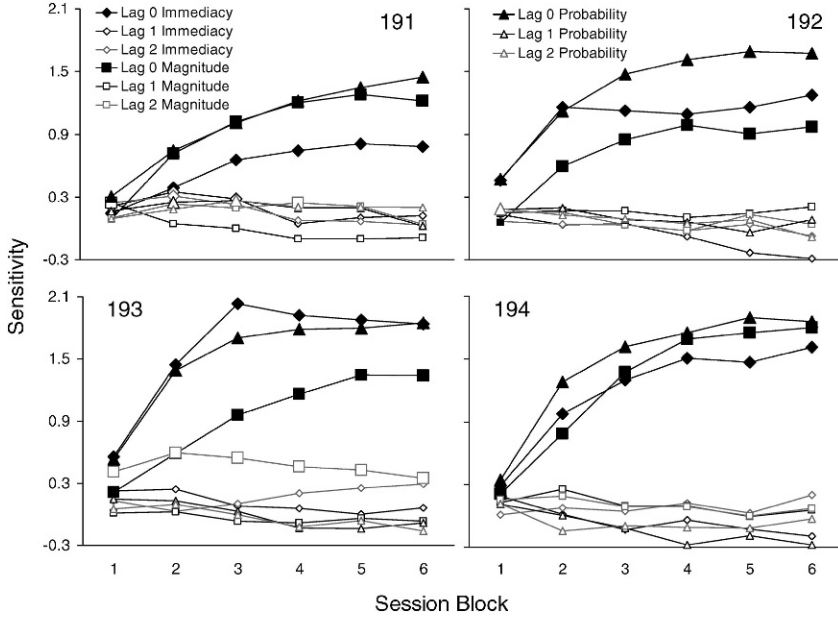 2.1
1.5
0.9
0.3
-0.3
Lag 0 Immediacy
Lag 1 Immediacy
Lag 2 Immediacy
Lag 0 Magnitude
Lag 1 Magnitude
Lag 2 Magnitude
191
Lag 0 Probability
Lag 1 Probability
Lag 2 Probability
192
Sensitivity
2.1
1.5
0.9
0.3
-0.3
193
194
1 2 3 4 5 6
1 2 3 4 5 6
Session Block